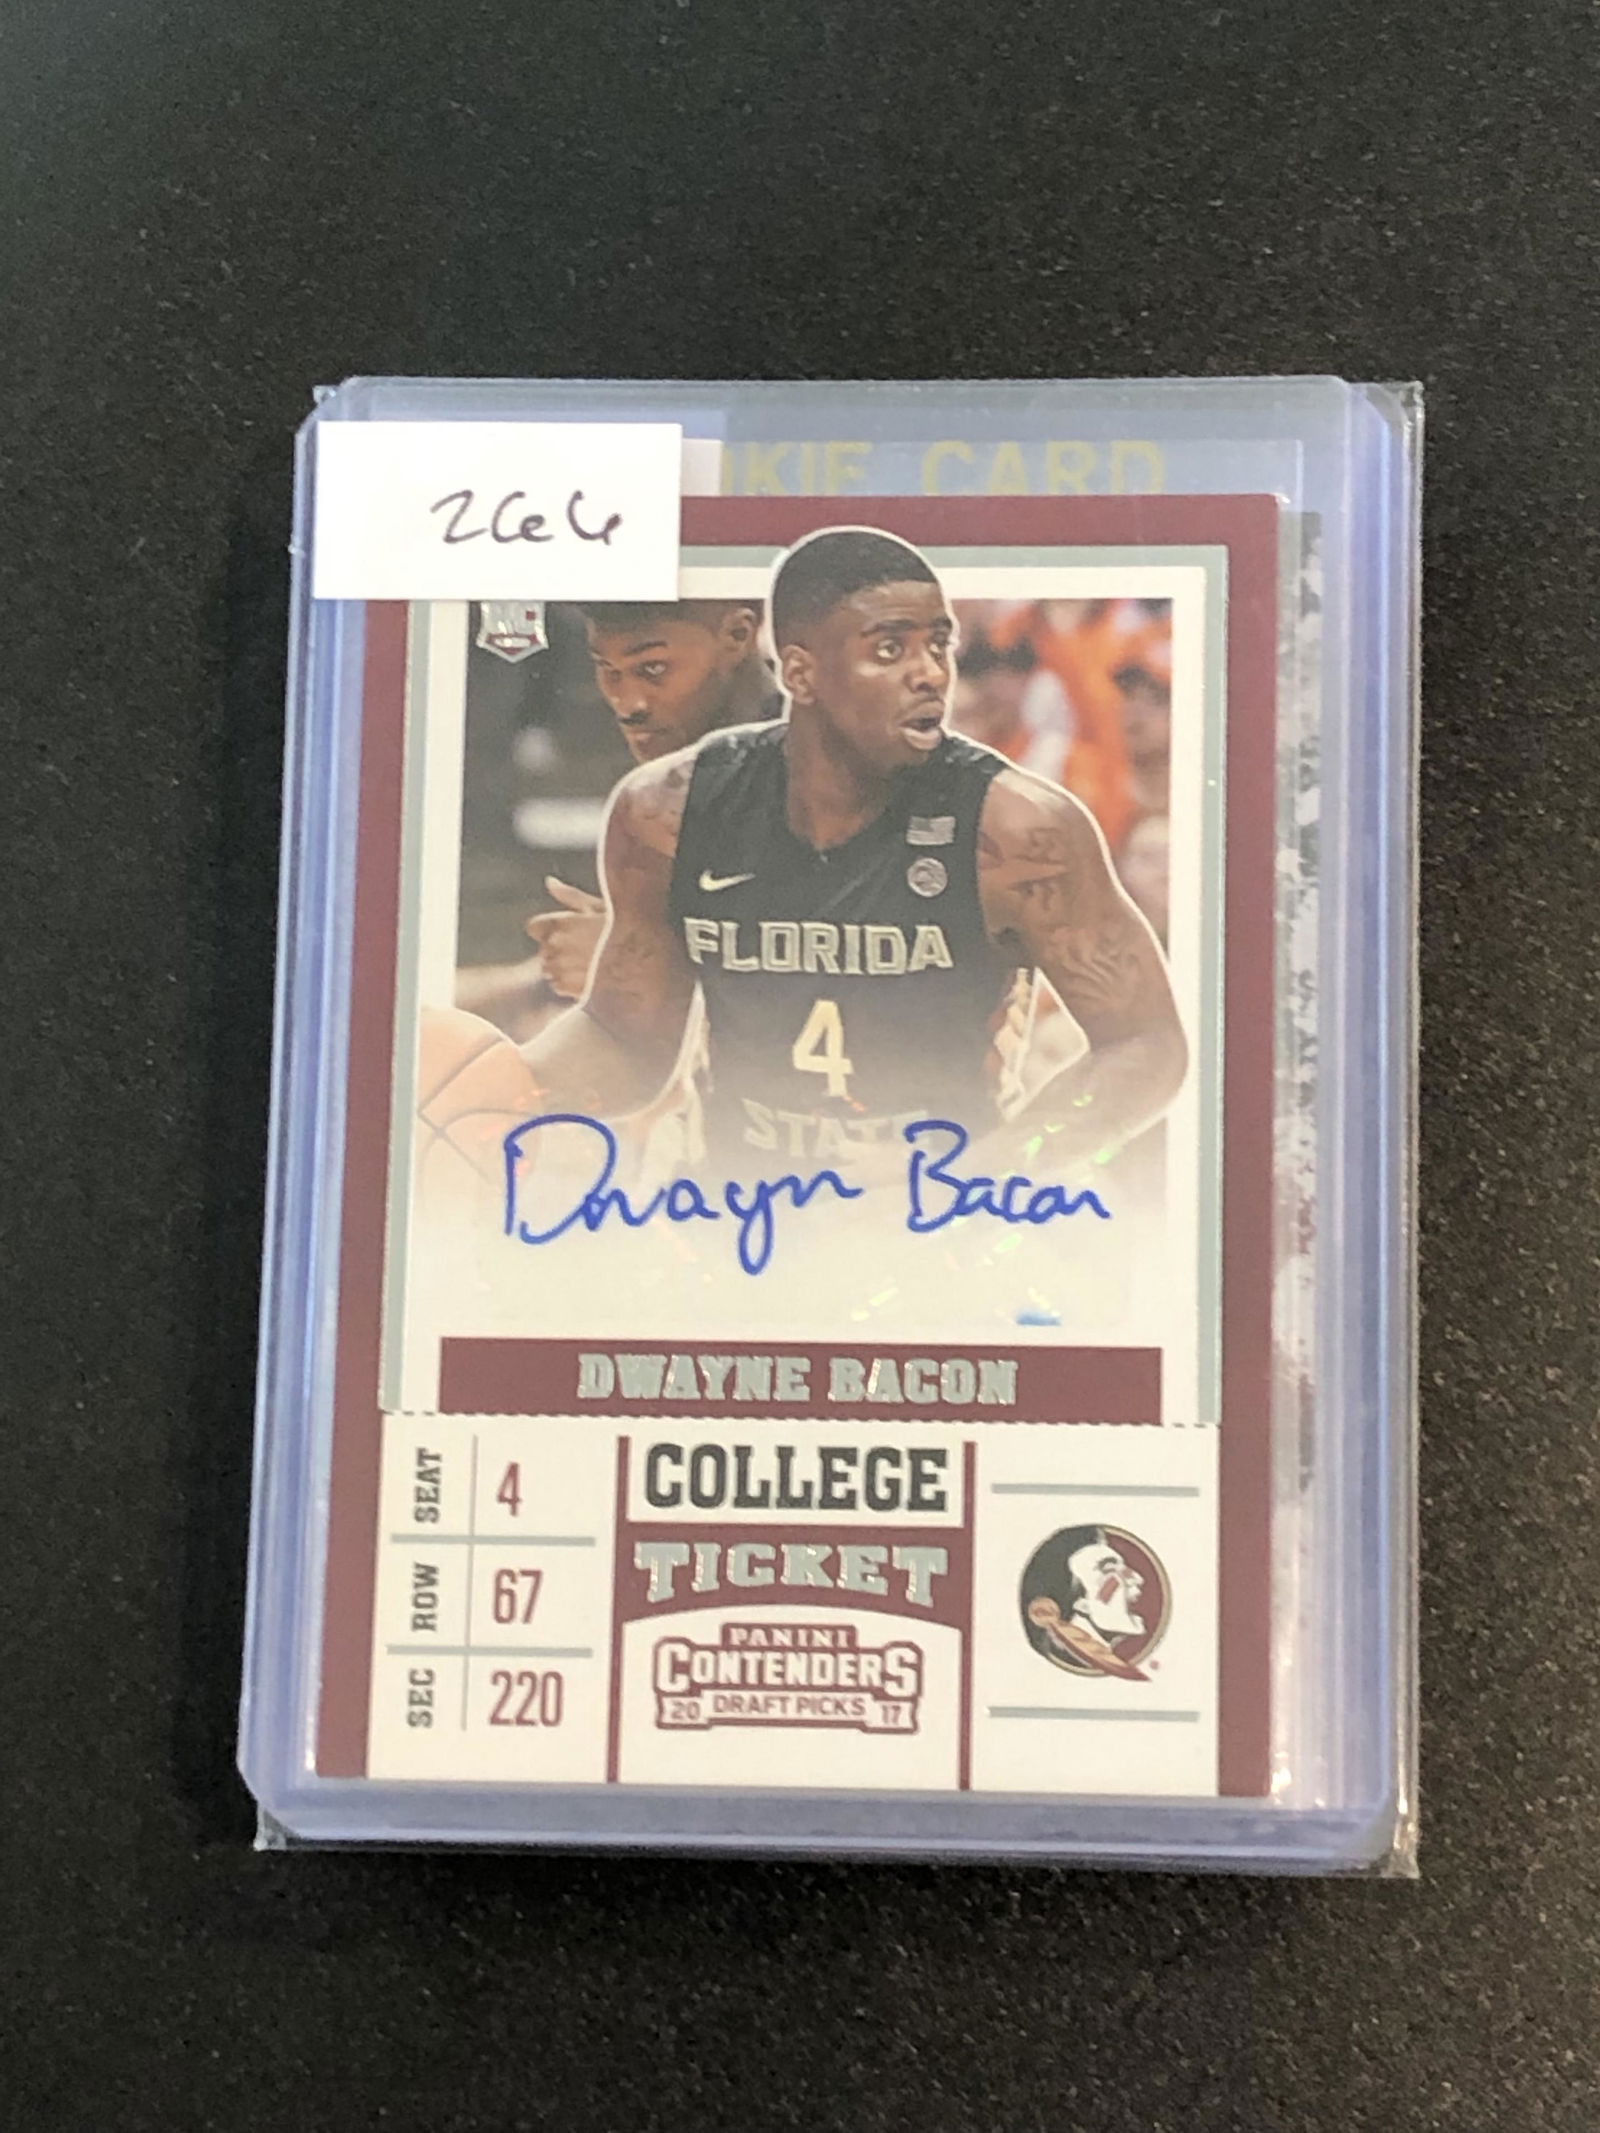 266
KIE CARD
FLORIDA
4
STATE
Dwayne Bacon
DWAYNE BACON
SEAT 4
ROW 67
SEC 220
COLLEGE
TICKET
PANINI
CONTENDERS
20 DRAFT PICKS 17